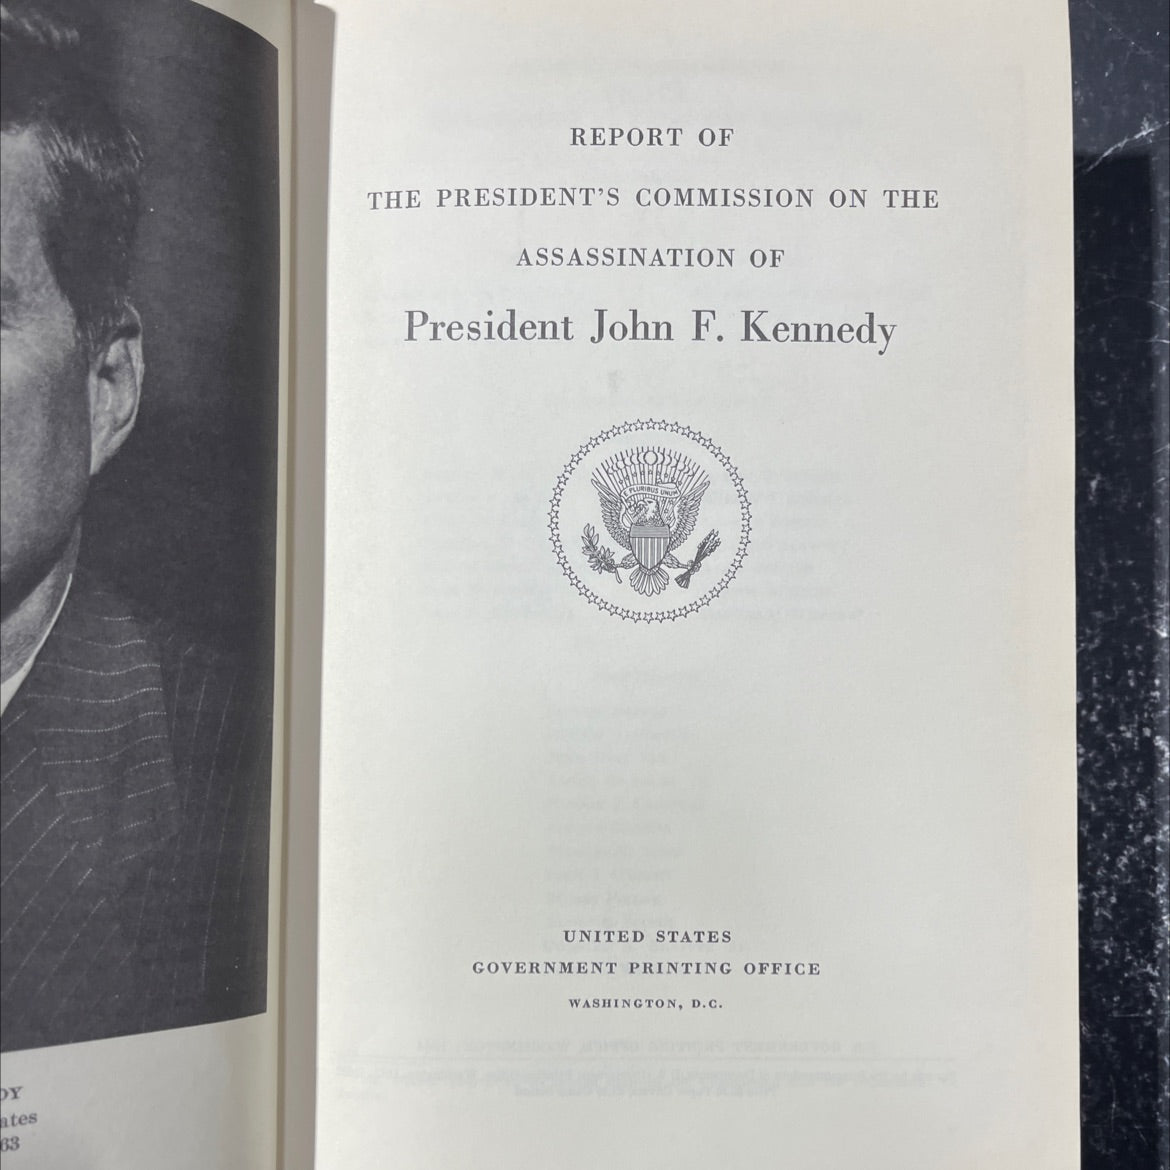 REPORT OF
THE PRESIDENT'S COMMISSION ON THE
ASSASSINATION OF
President John F. Kennedy
E PLURIBUS UNUM
UNITED STATES
GOVERNMENT PRINTING OFFICE
WASHINGTON, D.C.
DY
ates
63